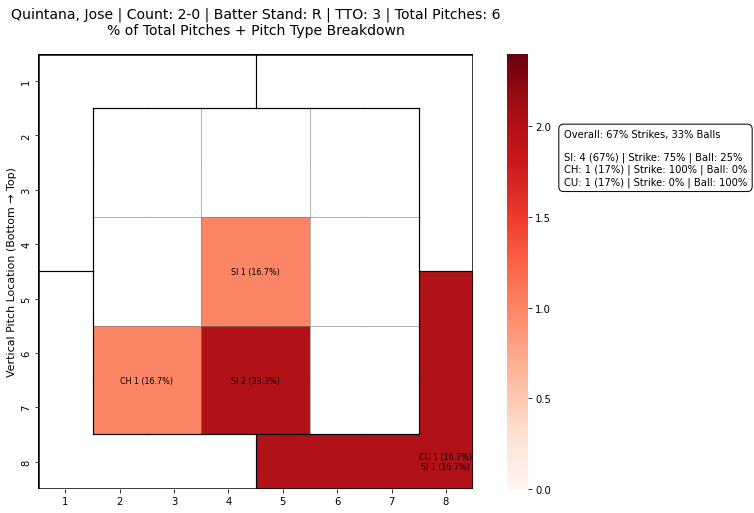 Quintana, Jose | Count: 2-0 | Batter Stand: R | TTO: 3 | Total Pitches: 6
% of Total Pitches + Pitch Type Breakdown
Vertical Pitch Location (Bottom → Top)
1
2
3
4
5
6
7
8
SI 1 (16.7%)
CH 1 (16.7%)
SI 2 (33.3%)
CU 1 (16.7%)
SI 1 (16.7%)
1
2
3
4
5
6
7
8
2.0
1.5
1.0
0.5
0.0
Overall: 67% Strikes, 33% Balls
SI: 4 (67%) | Strike: 75% | Ball: 25%
CH: 1 (17%) | Strike: 100% | Ball: 0%
CU: 1 (17%) | Strike: 0% | Ball: 100%